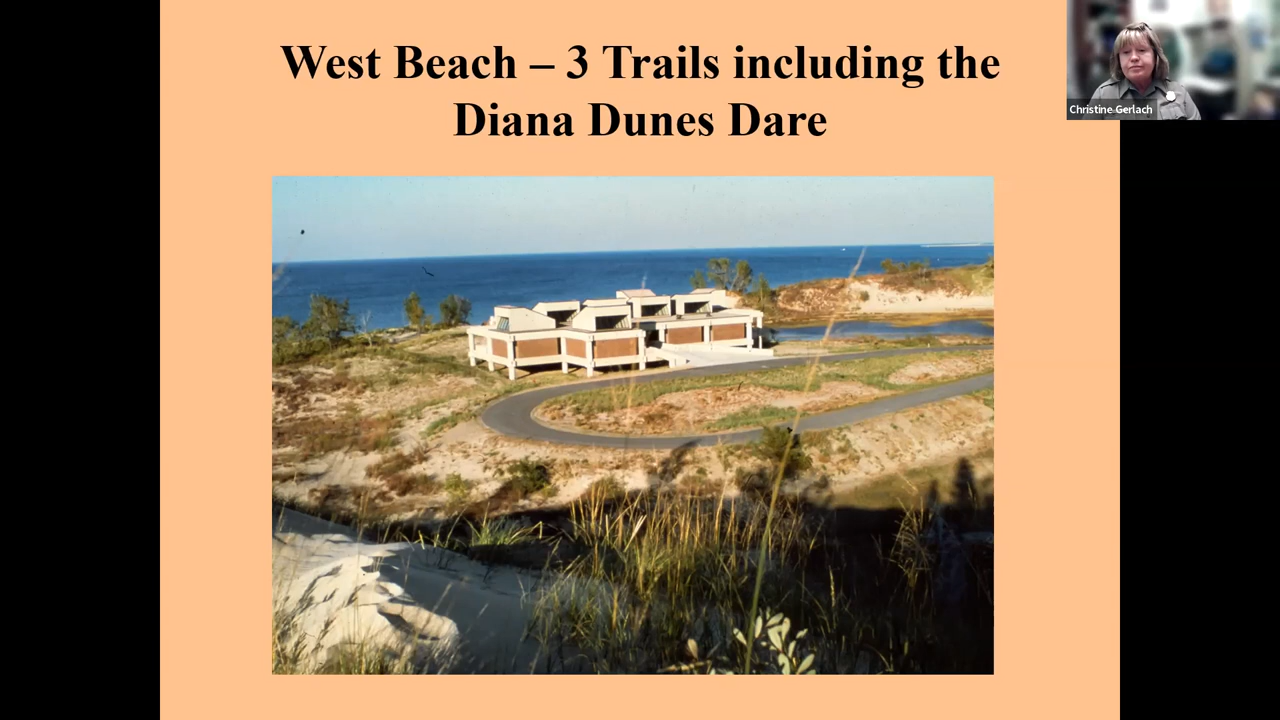 West Beach – 3 Trails including the
Diana Dunes Dare
Christine Gerlach